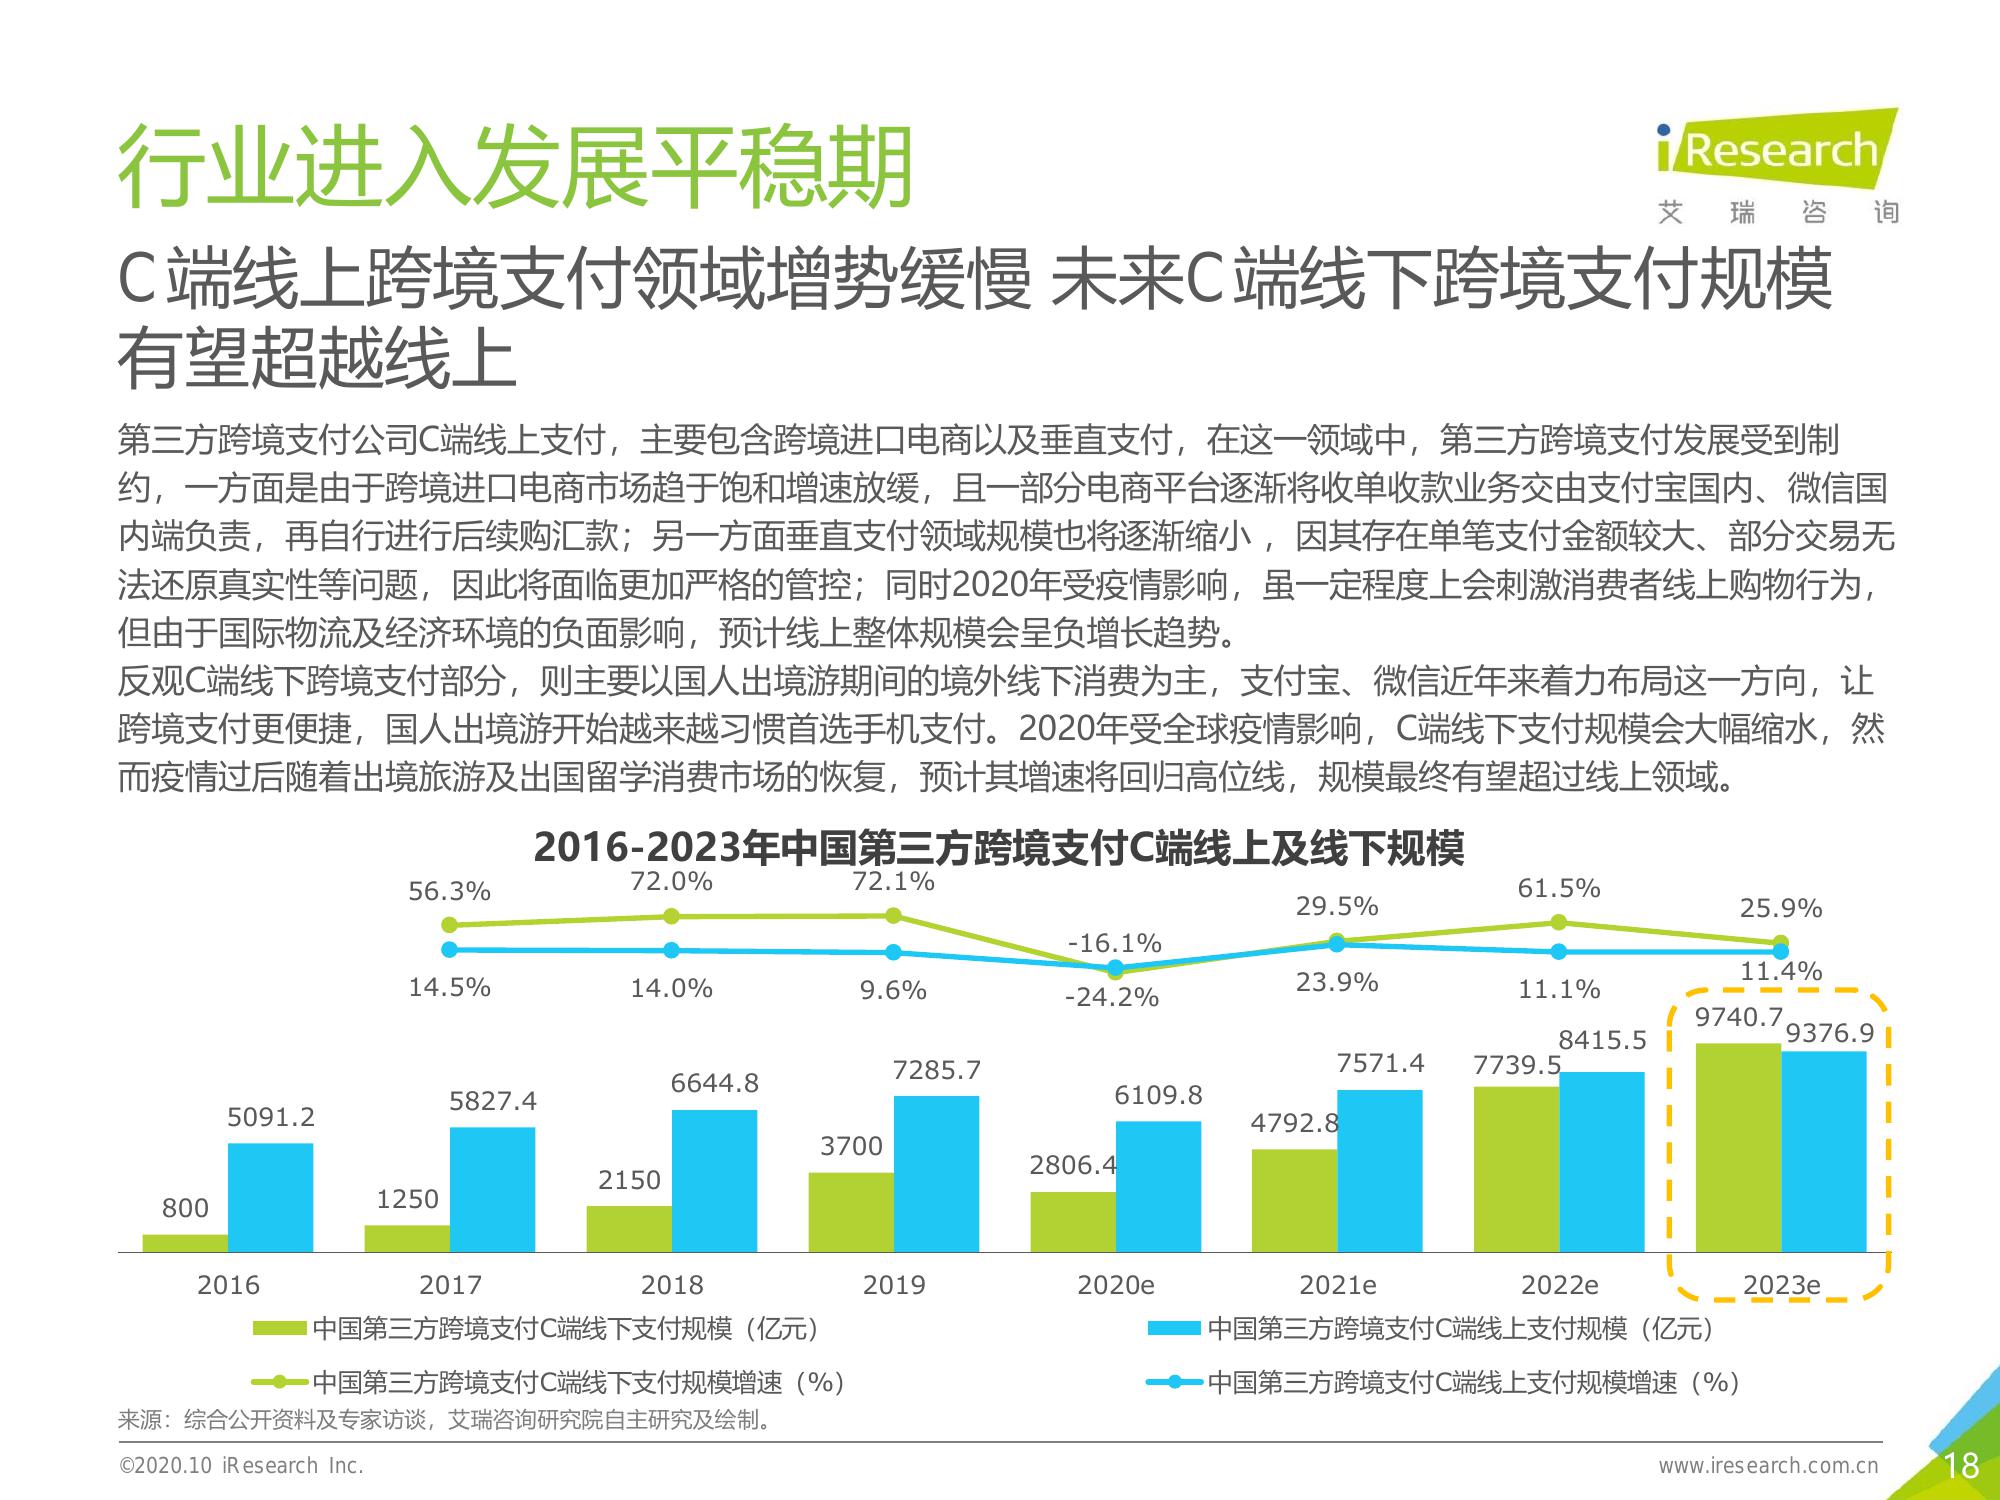 行业进入发展平稳期
iResearch
艾瑞咨询
C端线上跨境支付领域增势缓慢 未来C端线下跨境支付规模
有望超越线上
第三方跨境支付公司C端线上支付，主要包含跨境进口电商以及垂直支付，在这一领域中，第三方跨境支付发展受到制
约，一方面是由于跨境进口电商市场趋于饱和增速放缓，且一部分电商平台逐渐将收单收款业务交由支付宝国内、微信国
内端负责，再自行进行后续购汇款；另一方面垂直支付领域规模也将逐渐缩小 ，因其存在单笔支付金额较大、部分交易无
法还原真实性等问题，因此将面临更加严格的管控；同时2020年受疫情影响，虽一定程度上会刺激消费者线上购物行为，
但由于国际物流及经济环境的负面影响，预计线上整体规模会呈负增长趋势。
反观C端线下跨境支付部分，则主要以国人出境游期间的境外线下消费为主，支付宝、微信近年来着力布局这一方向，让
跨境支付更便捷，国人出境游开始越来越习惯首选手机支付。2020年受全球疫情影响，C端线下支付规模会大幅缩水，然
而疫情过后随着出境旅游及出国留学消费市场的恢复，预计其增速将回归高位线，规模最终有望超过线上领域。
2016-2023年中国第三方跨境支付C端线上及线下规模
56.3% 72.0% 72.1% -16.1% 29.5% 61.5% 25.9%
14.5% 14.0% 9.6% -24.2% 23.9% 11.1% 11.4%
800 1250 2150 3700 2806.4 4792.8 7739.5 9740.7
5091.2 5827.4 6644.8 7285.7 6109.8 7571.4 8415.5 9376.9
2016 2017 2018 2019 2020e 2021e 2022e 2023e
中国第三方跨境支付C端线下支付规模（亿元） 中国第三方跨境支付C端线上支付规模（亿元）
中国第三方跨境支付C端线下支付规模增速（%） 中国第三方跨境支付C端线上支付规模增速（%）
来源：综合公开资料及专家访谈，艾瑞咨询研究院自主研究及绘制。
©2020.10 iResearch Inc. www.iresearch.com.cn 18